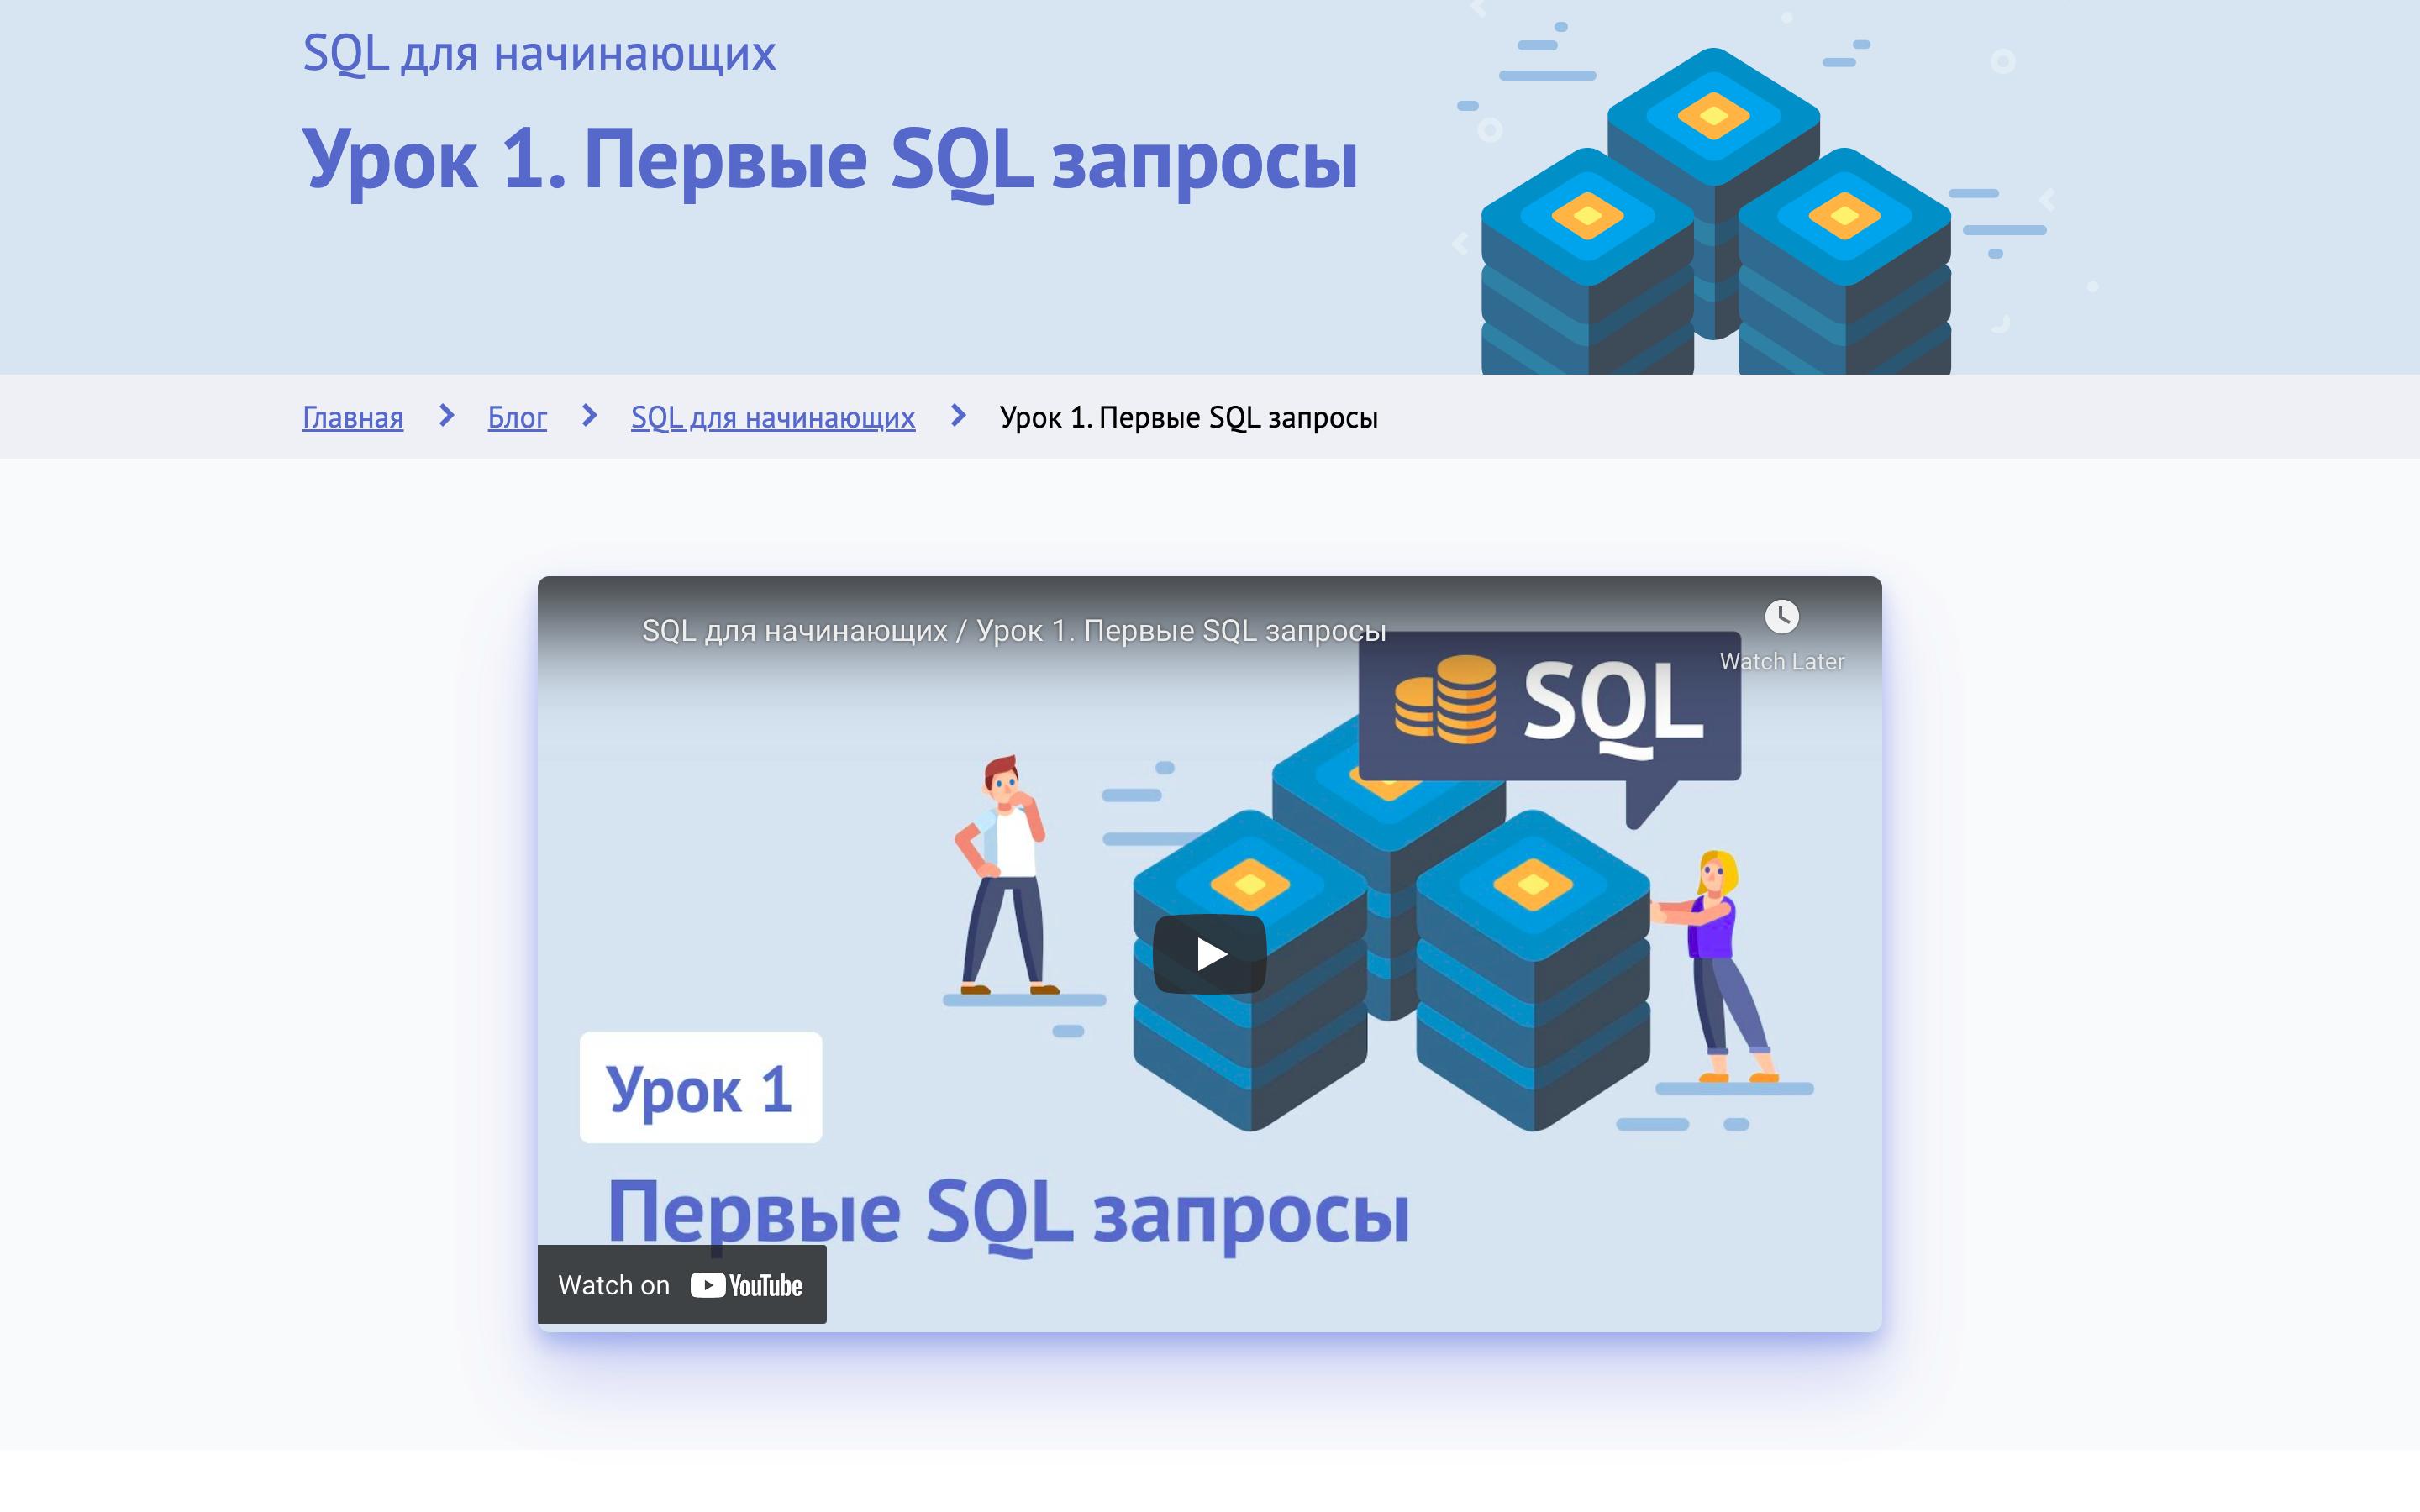 SQL для начинающих
Урок 1. Первые SQL запросы
Главная Блог SQL для начинающих Урок 1. Первые SQL запросы
SQL для начинающих / Урок 1. Первые SQL запросы
Watch Later
SQL
Урок 1
Первые SQL запросы
Watch on YouTube